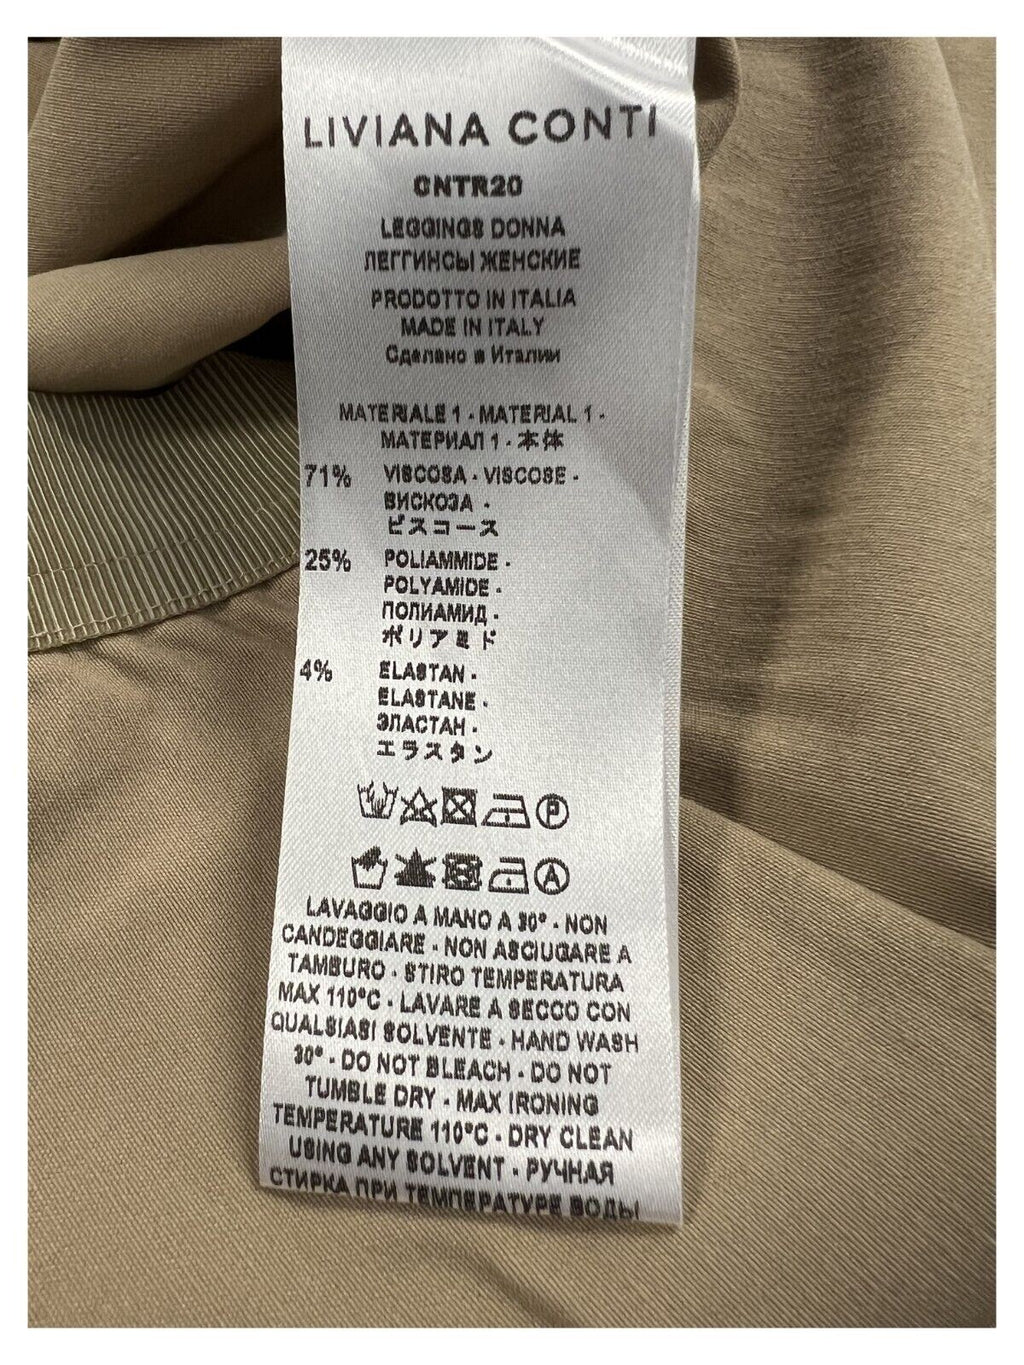 LIVIANA CONTI
CNTR20
LEGGINGS DONNA
ЛЕГГИНСЫ ЖЕНСКИЕ
PRODOTTO IN ITALIA
MADE IN ITALY
Сделано в Италии
MATERIALE 1 - MATERIAL 1 -
МАТЕРИАЛ 1 - 本体
71% VISCOSA - VISCOSE -
ВИСКОЗА -
ビスコース
25% POLIAMMIDE -
POLYAMIDE -
ПОЛИАМИД -
ポリアミド
4% ELASTAN -
ELASTANE -
ЭЛАСТАН -
エラスタン
P
A
LAVAGGIO A MANO A 30° - NON
CANDEGGIARE - NON ASCIUGARE A
TAMBURO - STIRO TEMPERATURA
MAX 110°C - LAVARE A SECCO CON
QUALSIASI SOLVENTE - HAND WASH
30° - DO NOT BLEACH - DO NOT
TUMBLE DRY - MAX IRONING
TEMPERATURE 110°C - DRY CLEAN
USING ANY SOLVENT - РУЧНАЯ
СТИРКА ПРИ ТЕМПЕРАТУРЕ ВОДЫ